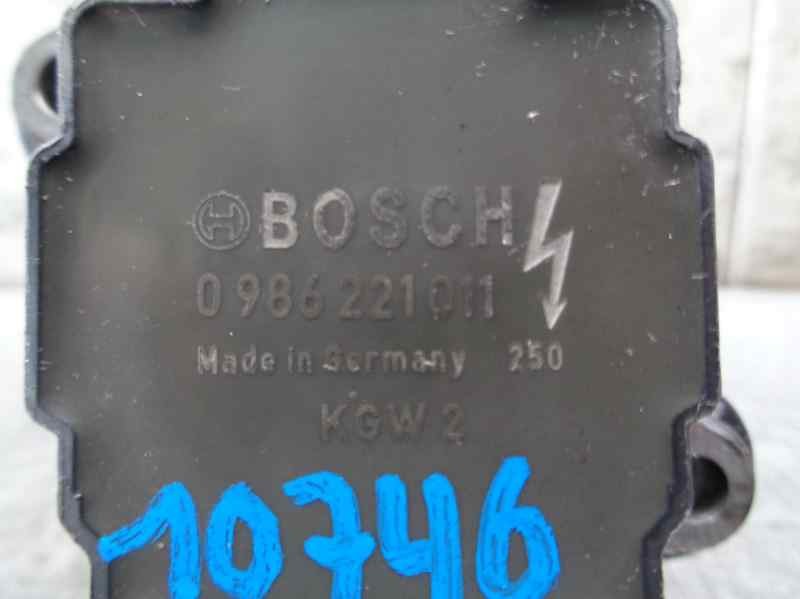 BOSCH
0 986 221 011
Made in Germany 250
KGW 2
10746